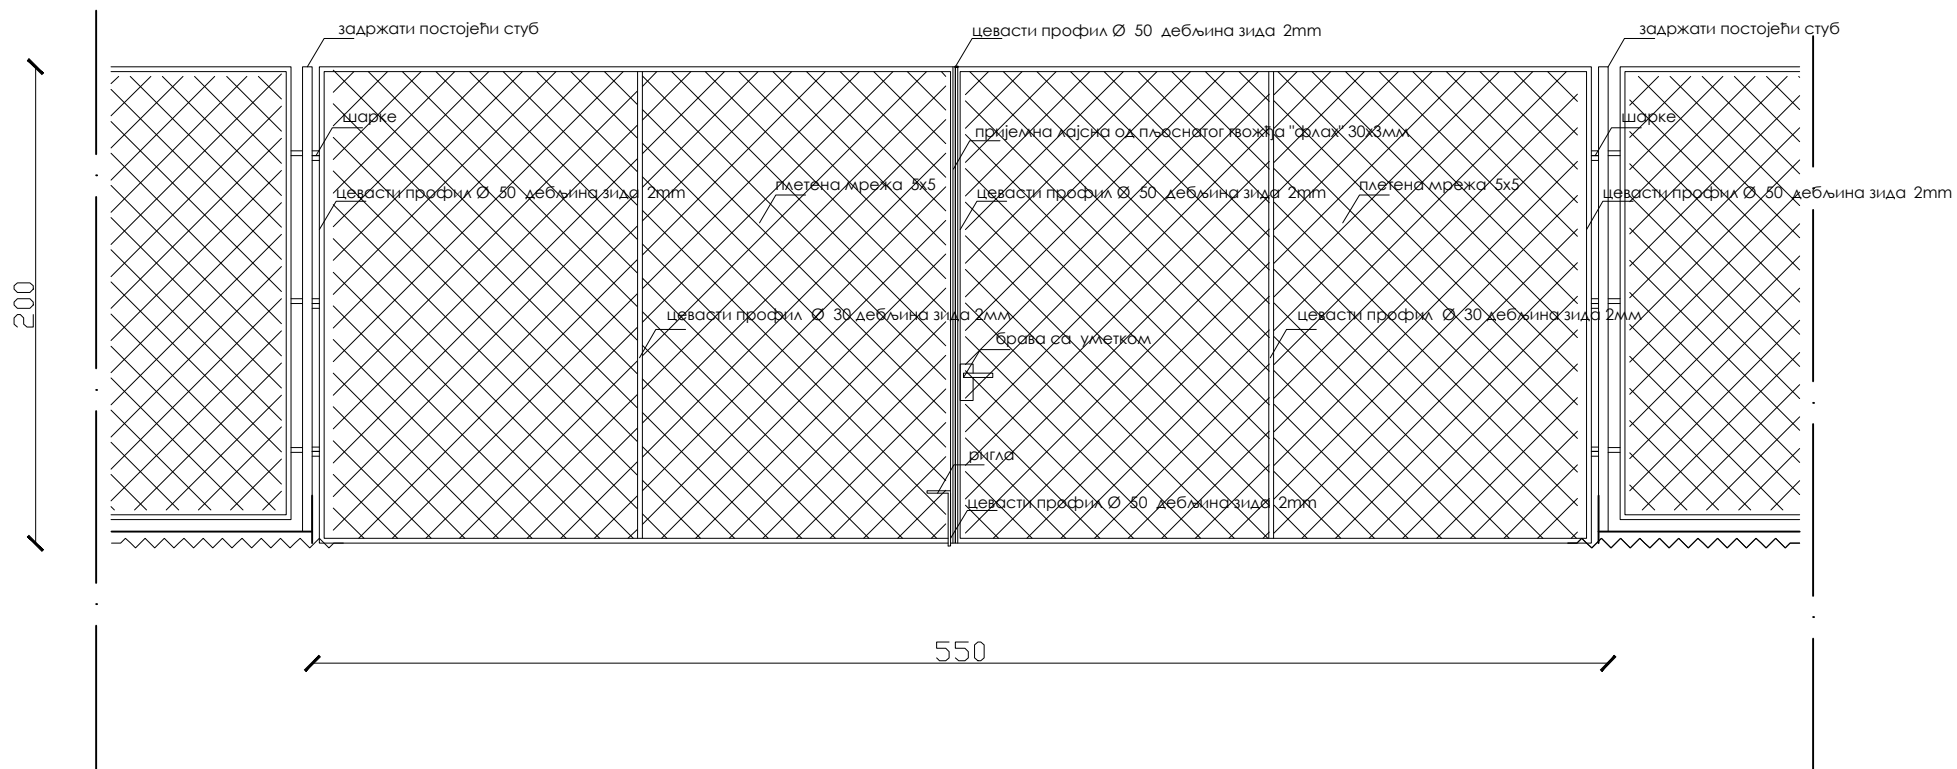 задржати постојећи стуб
цевасти профил Ø 50 дебљина зида 2mm
задржати постојећи стуб
шарке
пријемна лајсна од пљоснатог гвожђа "флах" 30х3мм
шарке
цевасти профил Ø 50 дебљина зида 2mm
плетена мрежа 5x5
цевасти профил Ø 50 дебљина зида 2mm
плетена мрежа 5x5
цевасти профил Ø 50 дебљина зида 2mm
200
цевасти профил Ø 30 дебљина зида 2мм
цевасти профил Ø 30 дебљина зида 2мм
брава са уметком
ригла
цевасти профил Ø 50 дебљина зида 2mm
550